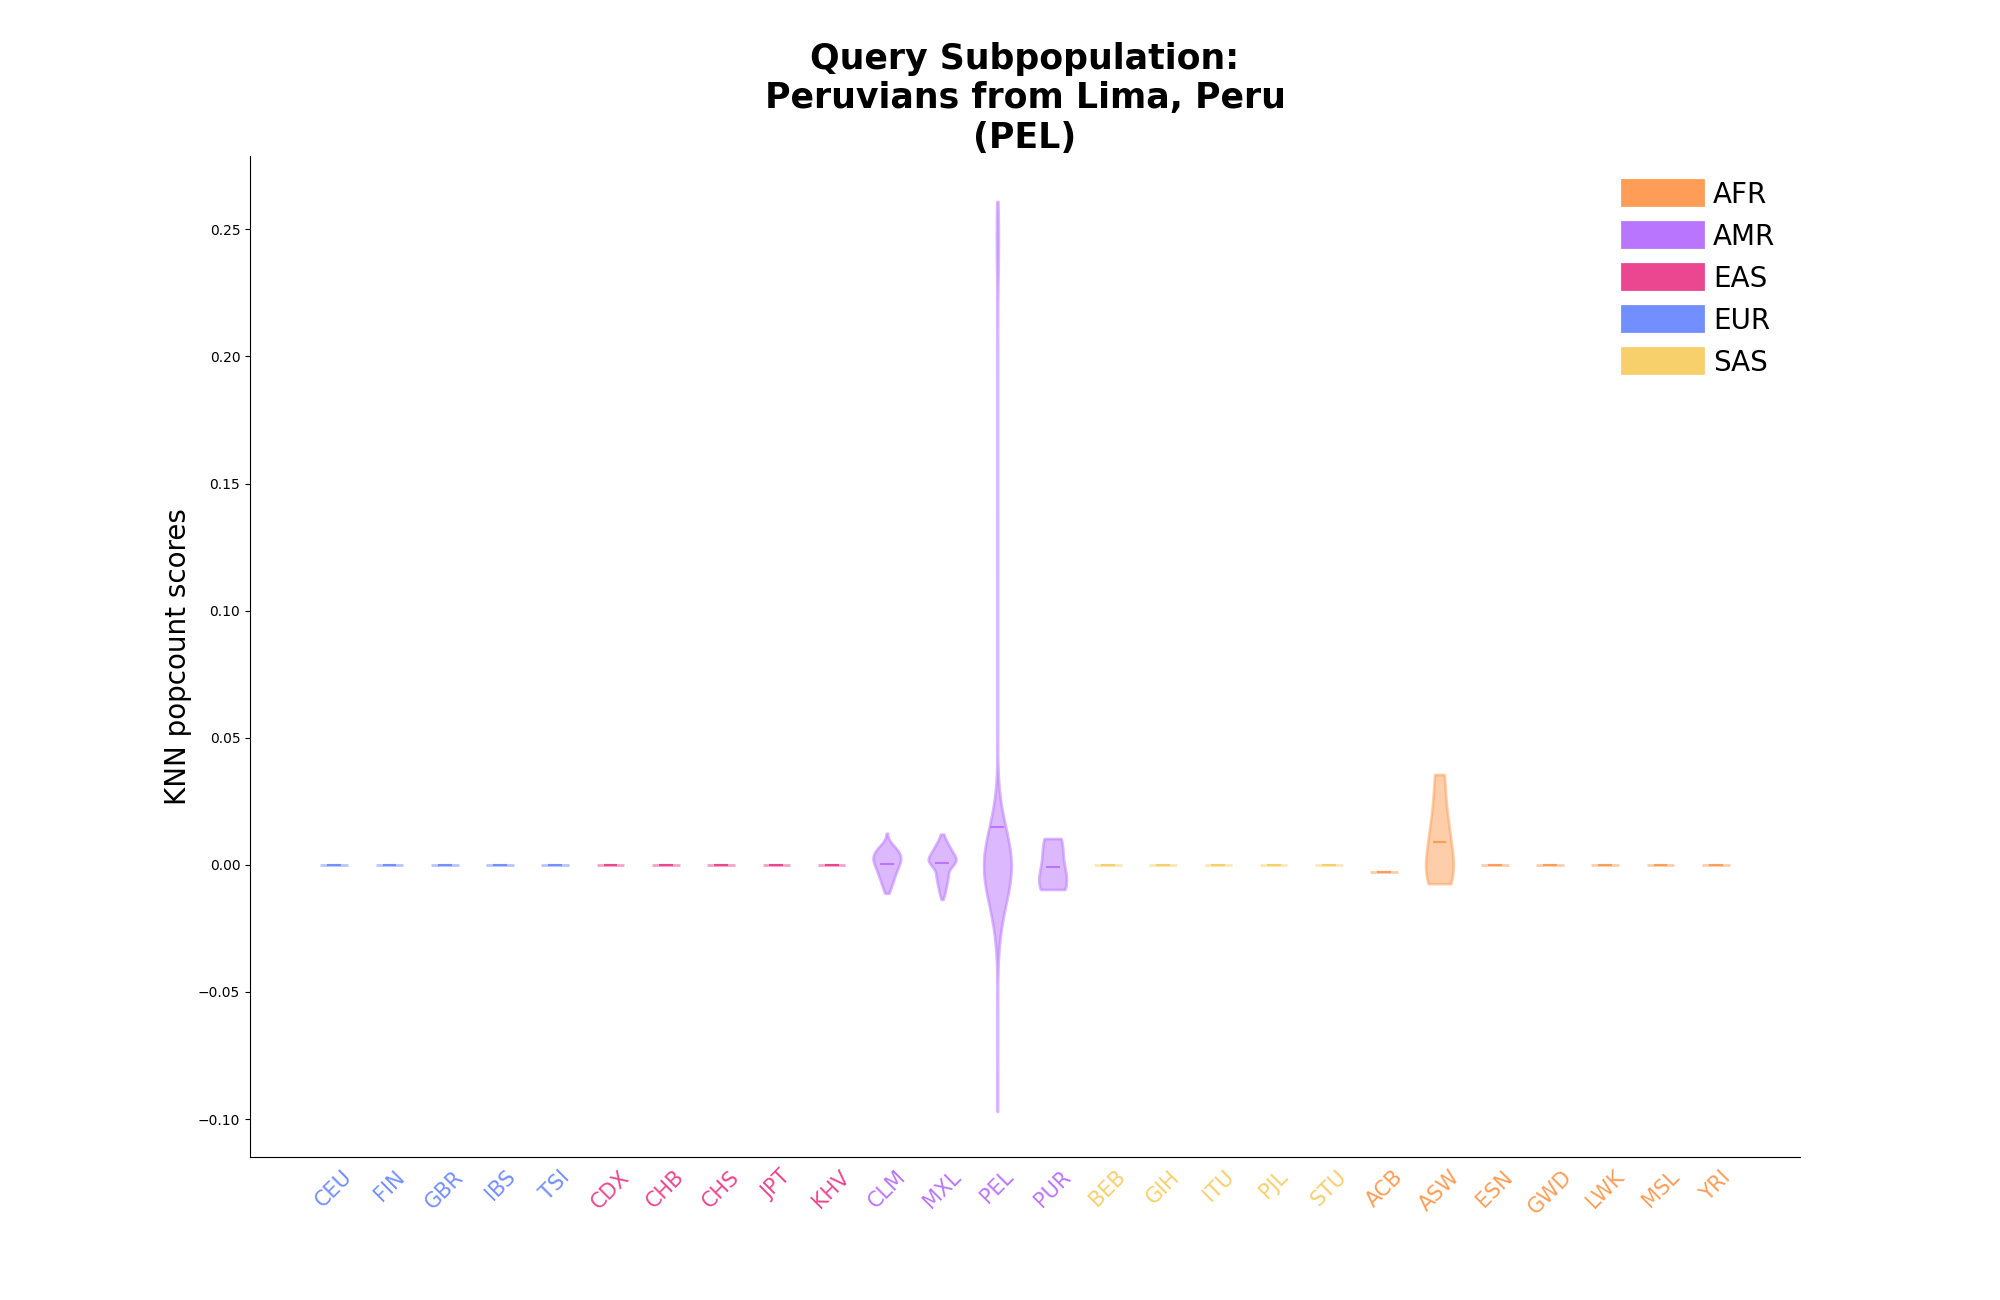 Query Subpopulation:
Peruvians from Lima, Peru
(PEL)
AFR
AMR
EAS
EUR
SAS
KNN popcount scores
0.25
0.20
0.15
0.10
0.05
0.00
−0.05
−0.10
CEU FIN GBR IBS TSI CDX CHB CHS JPT KHV CLM MXL PEL PUR BEB GIH ITU PJL STU ACB ASW ESN GWD LWK MSL YRI